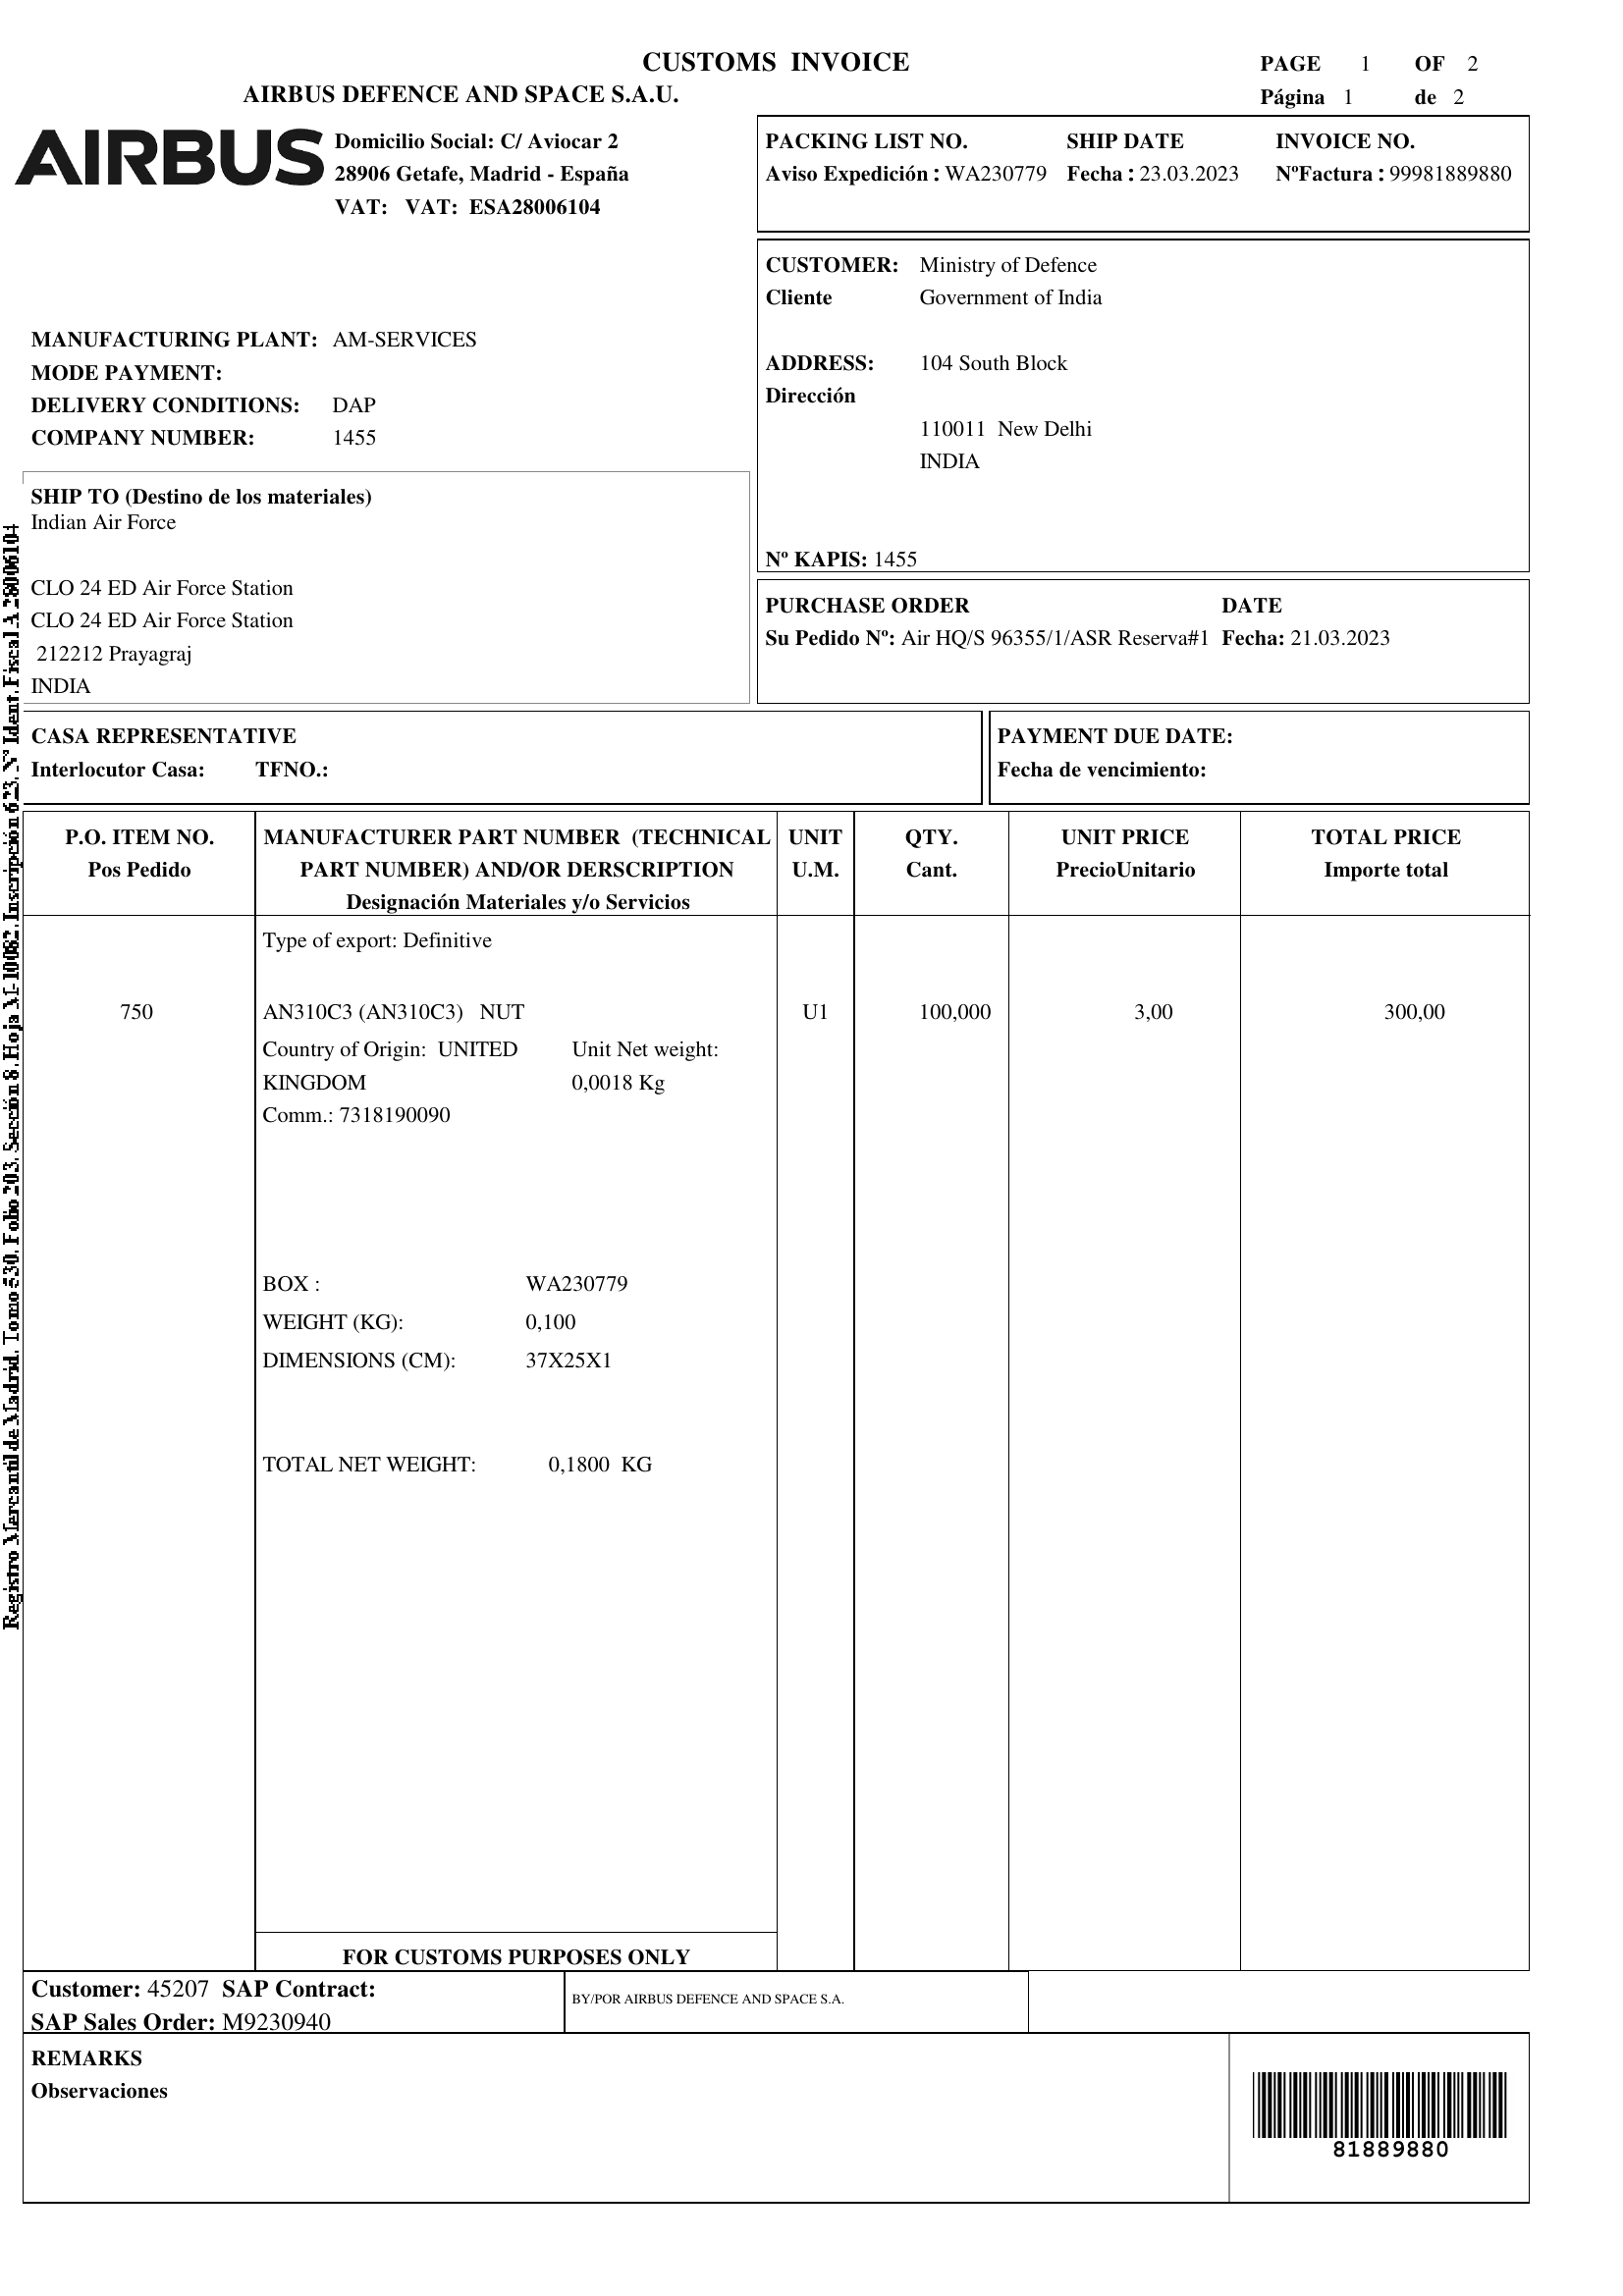 CUSTOMS INVOICE
PAGE 1 OF 2
AIRBUS DEFENCE AND SPACE S.A.U.
Página 1 de 2
AIRBUS
Domicilio Social: C/ Aviocar 2
28906 Getafe, Madrid - España
VAT: VAT: ESA28006104
PACKING LIST NO. SHIP DATE INVOICE NO.
Aviso Expedición : WA230779 Fecha : 23.03.2023 NºFactura : 99981889880
CUSTOMER: Ministry of Defence
Cliente Government of India
ADDRESS: 104 South Block
Dirección
110011 New Delhi
INDIA
Nº KAPIS: 1455
MANUFACTURING PLANT: AM-SERVICES
MODE PAYMENT:
DELIVERY CONDITIONS: DAP
COMPANY NUMBER: 1455
SHIP TO (Destino de los materiales)
Indian Air Force
CLO 24 ED Air Force Station
CLO 24 ED Air Force Station
212212 Prayagraj
INDIA
PURCHASE ORDER DATE
Su Pedido Nº: Air HQ/S 96355/1/ASR Reserva#1 Fecha: 21.03.2023
CASA REPRESENTATIVE
Interlocutor Casa: TFNO.:
PAYMENT DUE DATE:
Fecha de vencimiento:
P.O. ITEM NO. MANUFACTURER PART NUMBER (TECHNICAL UNIT QTY. UNIT PRICE TOTAL PRICE
Pos Pedido PART NUMBER) AND/OR DERSCRIPTION U.M. Cant. PrecioUnitario Importe total
Designación Materiales y/o Servicios
Type of export: Definitive
750 AN310C3 (AN310C3) NUT U1 100,000 3,00 300,00
Country of Origin: UNITED Unit Net weight:
KINGDOM 0,0018 Kg
Comm.: 7318190090
BOX : WA230779
WEIGHT (KG): 0,100
DIMENSIONS (CM): 37X25X1
TOTAL NET WEIGHT: 0,1800 KG
FOR CUSTOMS PURPOSES ONLY
Customer: 45207 SAP Contract:
SAP Sales Order: M9230940
BY/POR AIRBUS DEFENCE AND SPACE S.A.
REMARKS
Observaciones
81889880
Registro Mercantil de Madrid, Tomo 530, Folio 203, Sección 8, Hoja M-10082, Inscripción 623, Nº Ident. Fiscal A 28006104